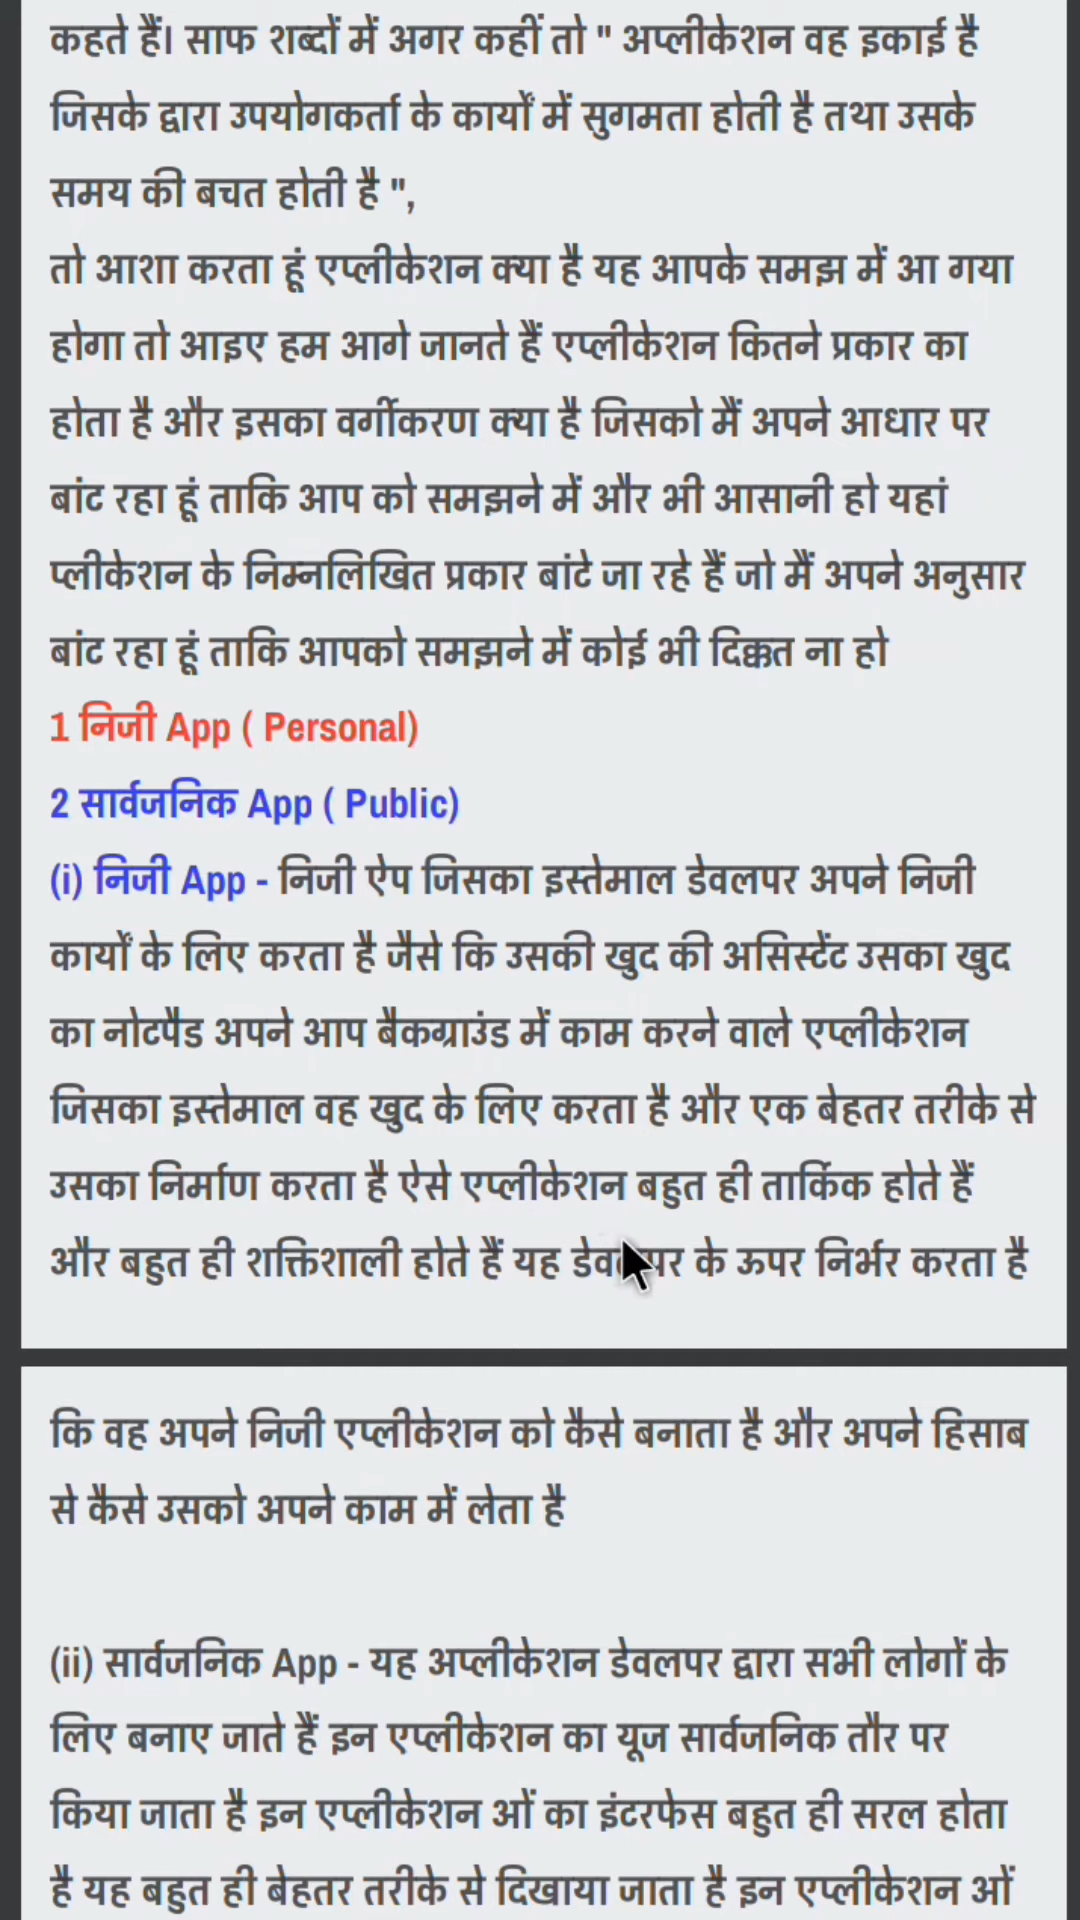 कहते हैं। साफ शब्दों में अगर कहीं तो " अप्लीकेशन वह इकाई है
जिसके द्वारा उपयोगकर्ता के कार्यों में सुगमता होती है तथा उसके
समय की बचत होती है ",
तो आशा करता हूं एप्लीकेशन क्या है यह आपके समझ में आ गया
होगा तो आइए हम आगे जानते हैं एप्लीकेशन कितने प्रकार का
होता है और इसका वर्गीकरण क्या है जिसको मैं अपने आधार पर
बांट रहा हूं ताकि आप को समझने में और भी आसानी हो यहां
प्लीकेशन के निम्नलिखित प्रकार बांटे जा रहे हैं जो मैं अपने अनुसार
बांट रहा हूं ताकि आपको समझने में कोई भी दिक्कत ना हो
1 निजी App ( Personal)
2 सार्वजनिक App ( Public)
(i) निजी App - निजी ऐप जिसका इस्तेमाल डेवलपर अपने निजी
कार्यों के लिए करता है जैसे कि उसकी खुद की असिस्टेंट उसका खुद
का नोटपैड अपने आप बैकग्राउंड में काम करने वाले एप्लीकेशन
जिसका इस्तेमाल वह खुद के लिए करता है और एक बेहतर तरीके से
उसका निर्माण करता है ऐसे एप्लीकेशन बहुत ही तार्किक होते हैं
और बहुत ही शक्तिशाली होते हैं यह डेवलपर के ऊपर निर्भर करता है
कि वह अपने निजी एप्लीकेशन को कैसे बनाता है और अपने हिसाब
से कैसे उसको अपने काम में लेता है
(ii) सार्वजनिक App - यह अप्लीकेशन डेवलपर द्वारा सभी लोगों के
लिए बनाए जाते हैं इन एप्लीकेशन का यूज सार्वजनिक तौर पर
किया जाता है इन एप्लीकेशन ओं का इंटरफेस बहुत ही सरल होता
है यह बहुत ही बेहतर तरीके से दिखाया जाता है इन एप्लीकेशन ओं